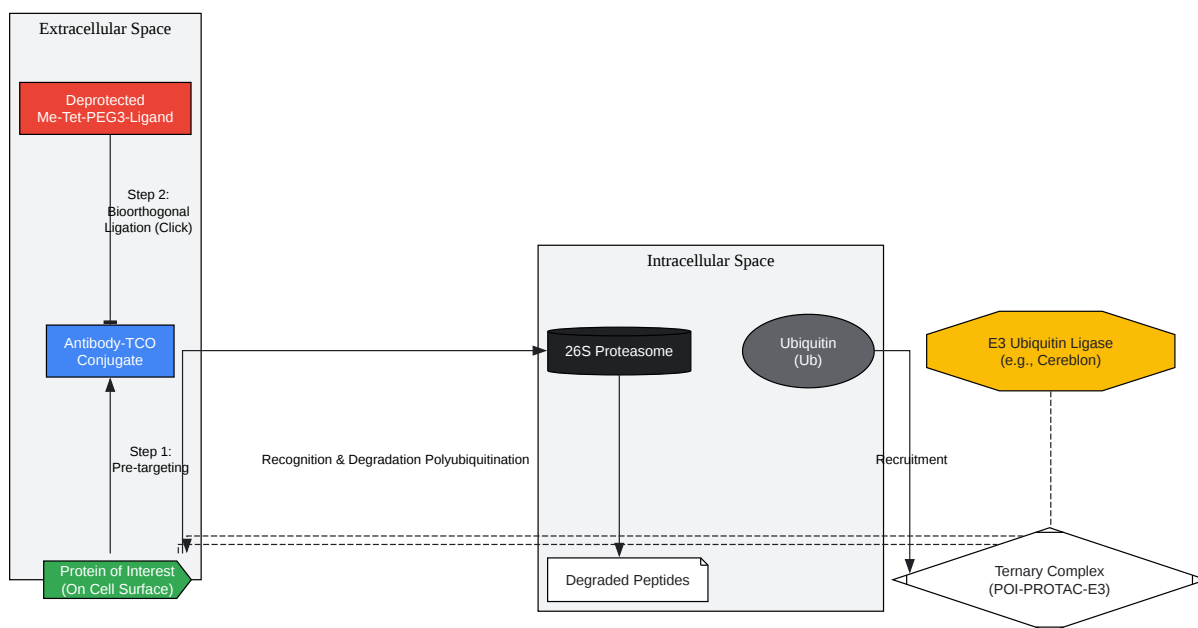 Extracellular Space
Deprotected
Me-Tet-PEG3-Ligand
Step 2:
Bioorthogonal
Ligation (Click)
Intracellular Space
Antibody-TCO
Conjugate
26S Proteasome
Ubiquitin
(Ub)
E3 Ubiquitin Ligase
(e.g., Cereblon)
Step 1:
Pre-targeting
Recognition & Degradation Polyubiquitination
Recruitment
Protein of Interest
(On Cell Surface)
Degraded Peptides
Ternary Complex
(POI-PROTAC-E3)